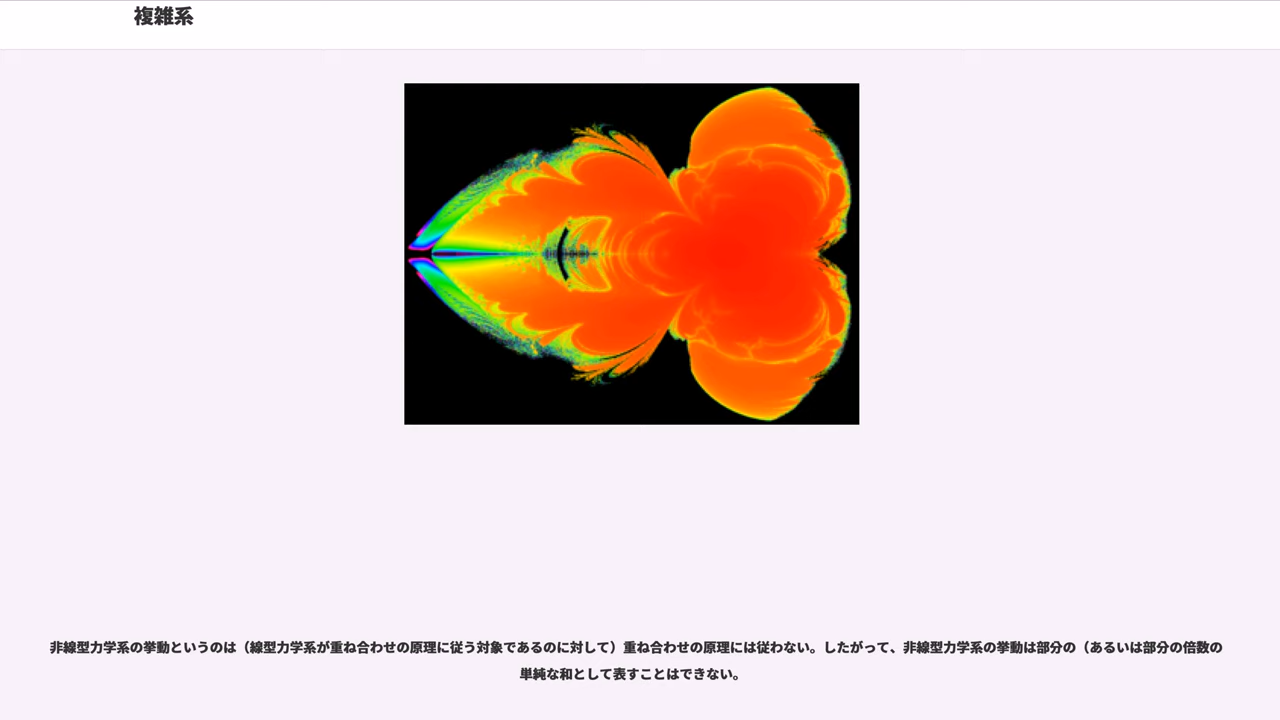 複雑系
非線型力学系の挙動というのは（線型力学系が重ね合わせの原理に従う対象であるのに対して）重ね合わせの原理には従わない。したがって、非線型力学系の挙動は部分の（あるいは部分の倍数の
単純な和として表すことはできない。